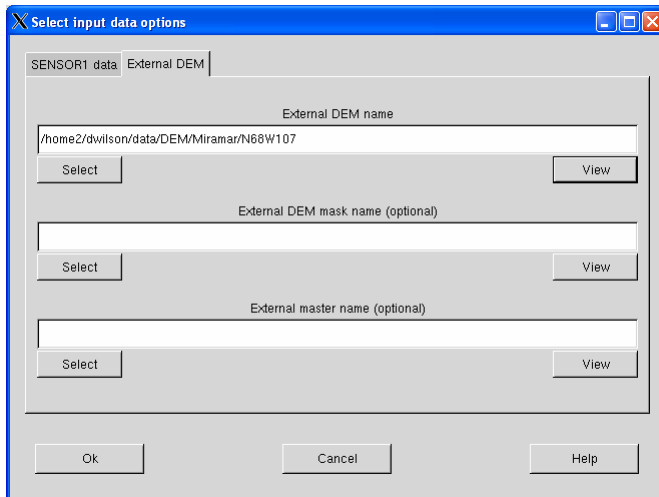 Select input data options
SENSOR1 data External DEM
External DEM name
/home2/dwilson/data/DEM/Miramar/N68W107
Select View
External DEM mask name (optional)
Select View
External master name (optional)
Select View
Ok Cancel Help